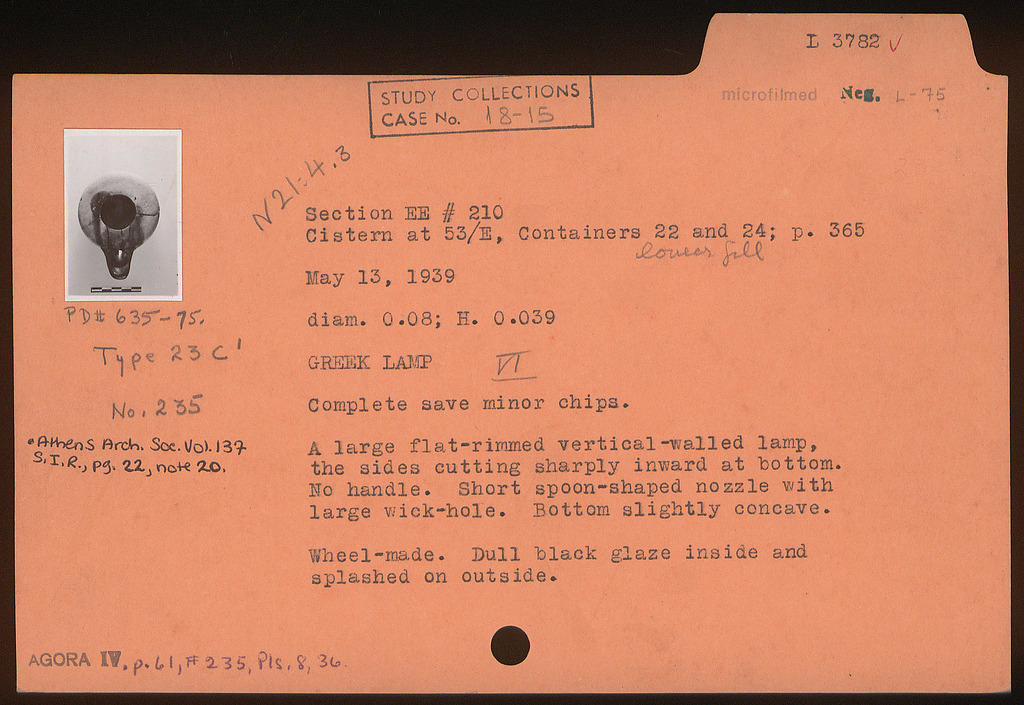 L 3782 ✓
microfilmed Neg. L-75
STUDY COLLECTIONS
CASE No. 18-15
N21:4.3
Section EE # 210
Cistern at 53/E, Containers 22 and 24; p. 365
lower fill
May 13, 1939
diam. 0.08; H. 0.039
GREEK LAMP VI
Complete save minor chips.
A large flat-rimmed vertical-walled lamp,
the sides cutting sharply inward at bottom.
No handle. Short spoon-shaped nozzle with
large wick-hole. Bottom slightly concave.
Wheel-made. Dull black glaze inside and
splashed on outside.
PD# 635-75.
Type 23 C'
No. 235
•Athens Arch. Soc. Vol. 137
S.I.R., pg. 22, note 20.
AGORA IV, p. 61, # 235, Pls. 8, 36.